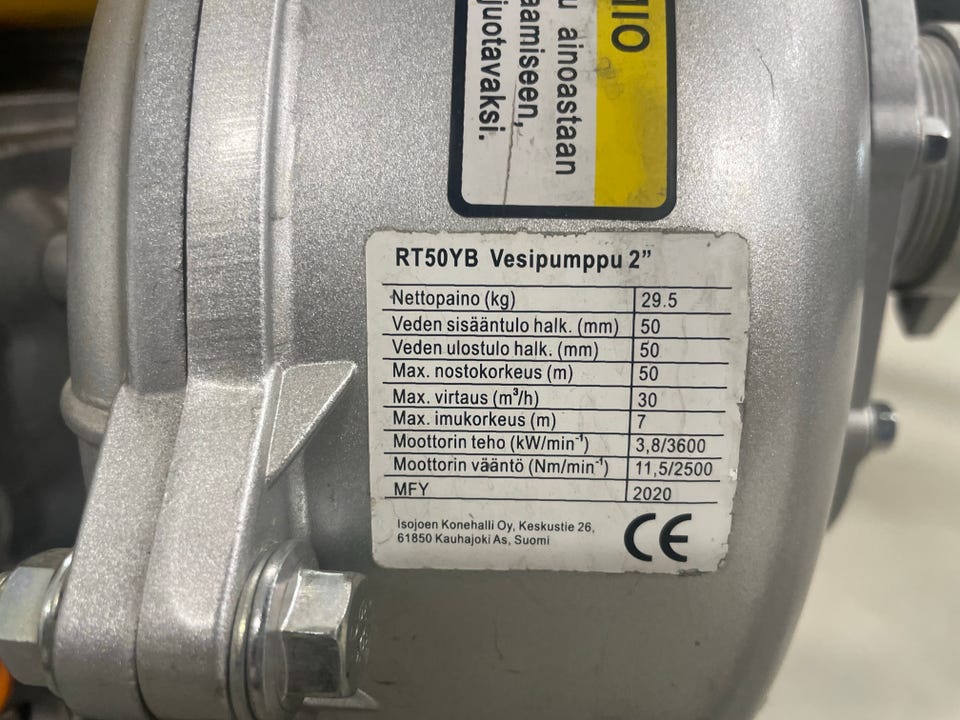 MIO
u ainoastaan
aamiseen,
juotavaksi.
RT50YB Vesipumppu 2”
Nettopaino (kg) 29.5
Veden sisääntulo halk. (mm) 50
Veden ulostulo halk. (mm) 50
Max. nostokorkeus (m) 50
Max. virtaus (m³/h) 30
Max. imukorkeus (m) 7
Moottorin teho (kW/min⁻¹) 3,8/3600
Moottorin vääntö (Nm/min⁻¹) 11,5/2500
MFY 2020
Isojoen Konehalli Oy, Keskustie 26,
61850 Kauhajoki As, Suomi
CE